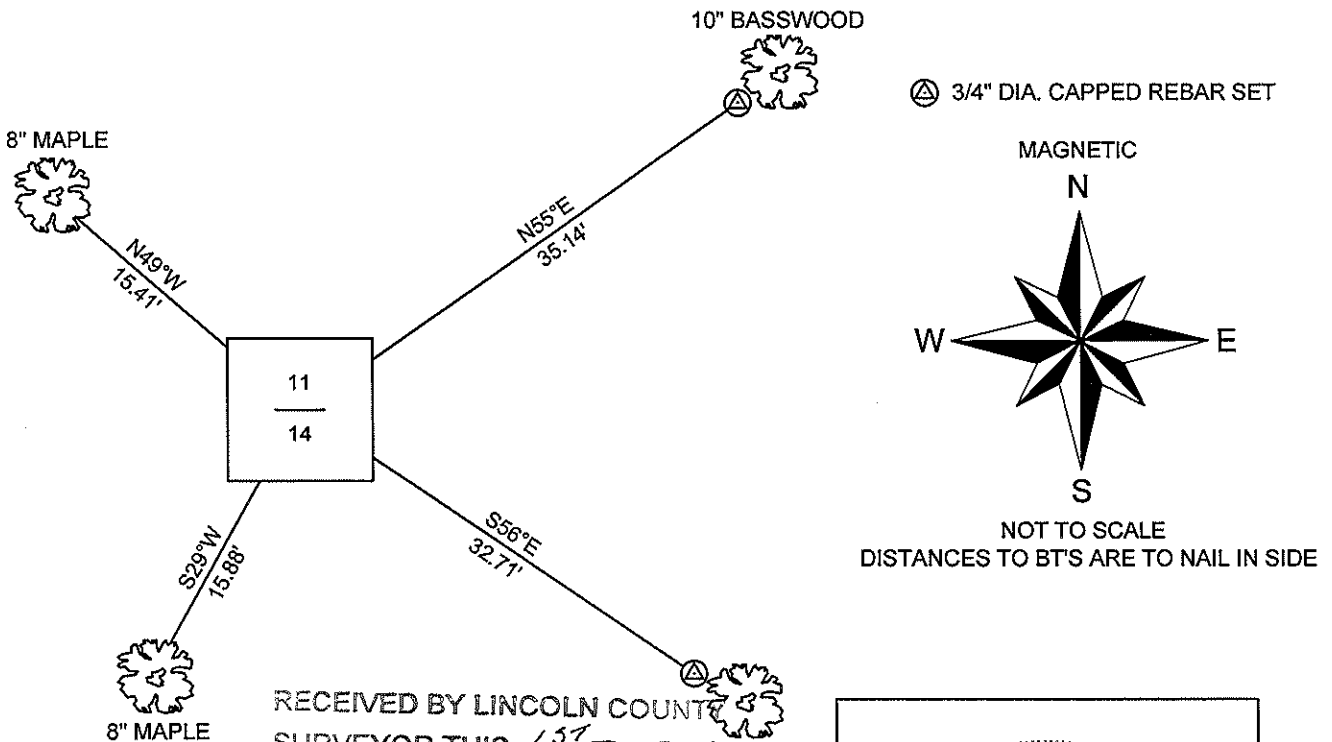 10" BASSWOOD
3/4" DIA. CAPPED REBAR SET
8" MAPLE
MAGNETIC
N
N55°E
35.14'
N49°W
15.41'
W
E
11
14
S
S56°E
32.71'
S29°W
15.88'
NOT TO SCALE
DISTANCES TO BT'S ARE TO NAIL IN SIDE
8" MAPLE
RECEIVED BY LINCOLN COUNTY
SURVEYOR THIS 1ST